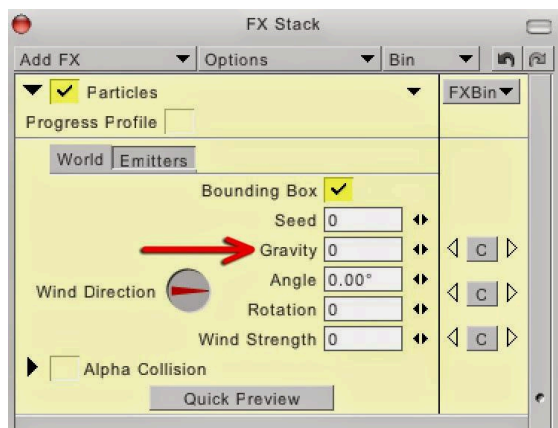 FX Stack
Add FX Options Bin
Particles FXBin
Progress Profile
World Emitters
Bounding Box
Seed 0
Gravity 0 C
Wind Direction Angle 0.00° C
Rotation 0
Wind Strength 0 C
Alpha Collision
Quick Preview